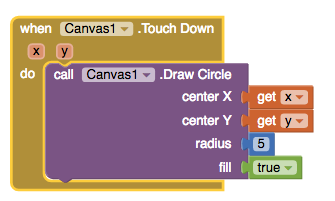 when Canvas1 .Touch Down
x y
do call Canvas1 .Draw Circle
center X get x
center Y get y
radius 5
fill true